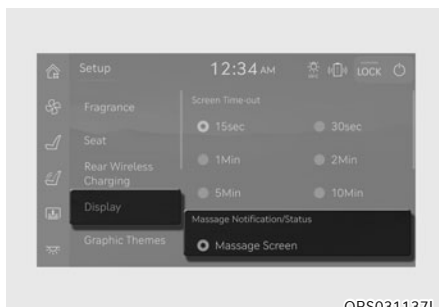 Setup
12:34 AM
LOCK
Fragrance
Screen Time-out
15sec
30sec
Seat
1Min
2Min
Rear Wireless
Charging
5Min
10Min
Display
Massage Notification/Status
Graphic Themes
Massage Screen